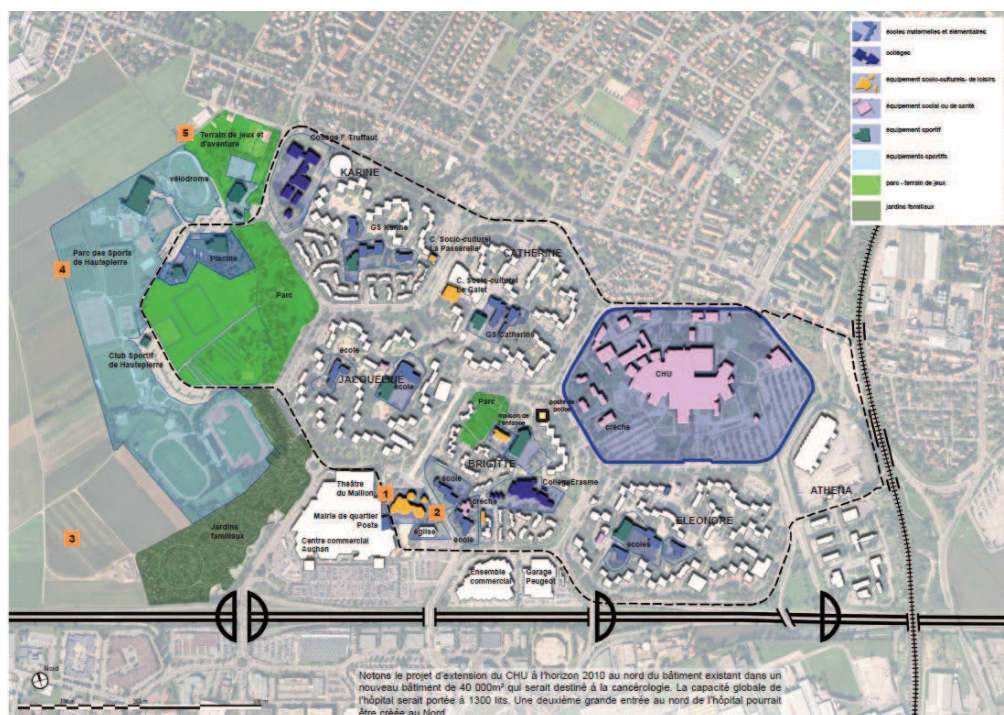 écoles maternelles et élémentaires
collèges
équipement socio-culturels- de loisirs
équipement social ou de santé
équipement sportif
équipements sportifs
parc - terrain de jeux
jardins familiaux
5
Terrain de jeux et
d'aventure
Collège F. Truffaut
vélodrome
KARINE
GS Karine
C. Socio-culturel
La Passerelle
CATHERINE
Parc des Sports
de Hautepierre
4
Piscine
Parc
C. Socio-culturel
Le Galet
GS Catherine
Club Sportif
de Hautepierre
école
JACQUELINE
école
CHU
crèche
Parc
poste de
police
maison de
l'enfance
BRIGITTE
école
Collège Erasme
crèche
ATHENA
Théâtre
du Maillon
1
2
Mairie de quartier
Poste
église
école
ELEONORE
écoles
3
Jardins
familiaux
Centre commercial
Auchan
Ensemble
commercial
Garage
Peugeot
Nord
Notons le projet d'extension du CHU à l'horizon 2010 au nord du bâtiment existant dans un
nouveau bâtiment de 40 000m² qui serait destiné à la cancérologie. La capacité globale de
l'hôpital serait portée à 1300 lits. Une deuxième grande entrée au nord de l'hôpital pourrait
être créée au Nord.